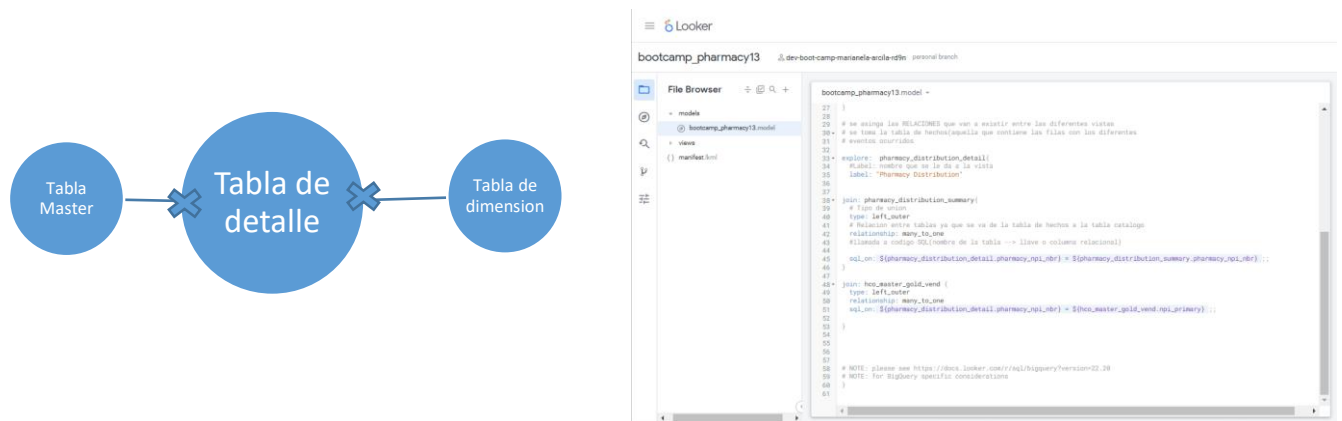 Tabla
Master
Tabla de
detalle
Tabla de
dimension
Looker
bootcamp_pharmacy13
dev-boot-camp-marianela-arcila-rd9n personal branch
File Browser
models
bootcamp_pharmacy13.model
views
manifest.lkml
bootcamp_pharmacy13.model
27 }
28
29 # se asinga las RELACIONES que van a existir entre las diferentes vistas
30 # se toma la tabla de hechos(aquella que contiene las filas con los diferentes
31 # eventos ocurridos
32
33 explore: pharmacy_distribution_detail{
34 #Label: nombre que se le da a la vista
35 label: "Pharmacy Distribution"
36
37
38 join: pharmacy_distribution_summary{
39 # Tipo de union
40 type: left_outer
41 # Relacion entre tablas ya que se va de la tabla de hechos a la tabla catalogo
42 relationship: many_to_one
43 #llamada a codigo SQL(nombre de la tabla --> llave o columna relacional)
44
45 sql_on: ${pharmacy_distribution_detail.pharmacy_npi_nbr} = ${pharmacy_distribution_summary.pharmacy_npi_nbr} ;;
46 }
47
48 join: hco_master_gold_vend {
49 type: left_outer
50 relationship: many_to_one
51 sql_on: ${pharmacy_distribution_detail.pharmacy_npi_nbr} = ${hco_master_gold_vend.npi_primary} ;;
52
53 }
54
55
56
57
58 # NOTE: please see https://docs.looker.com/r/sql/bigquery?version=22.20
59 # NOTE: for BigQuery specific considerations
60 }
61